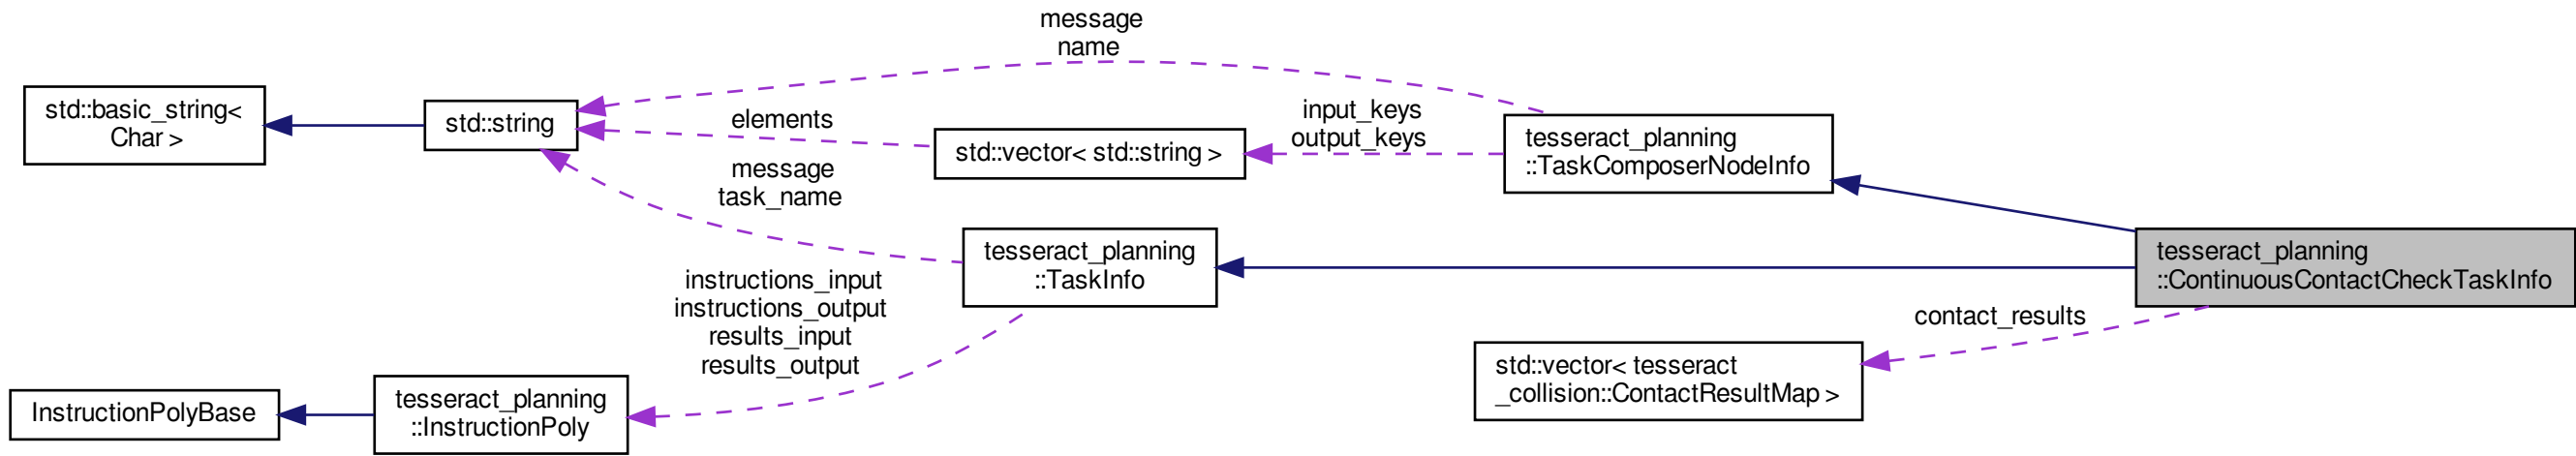 message
name
std::basic_string<
Char >
std::string
elements
input_keys
output_keys
std::vector< std::string >
tesseract_planning
::TaskComposerNodeInfo
message
task_name
tesseract_planning
::TaskInfo
tesseract_planning
::ContinuousContactCheckTaskInfo
instructions_input
instructions_output
results_input
results_output
contact_results
std::vector< tesseract
_collision::ContactResultMap >
InstructionPolyBase
tesseract_planning
::InstructionPoly